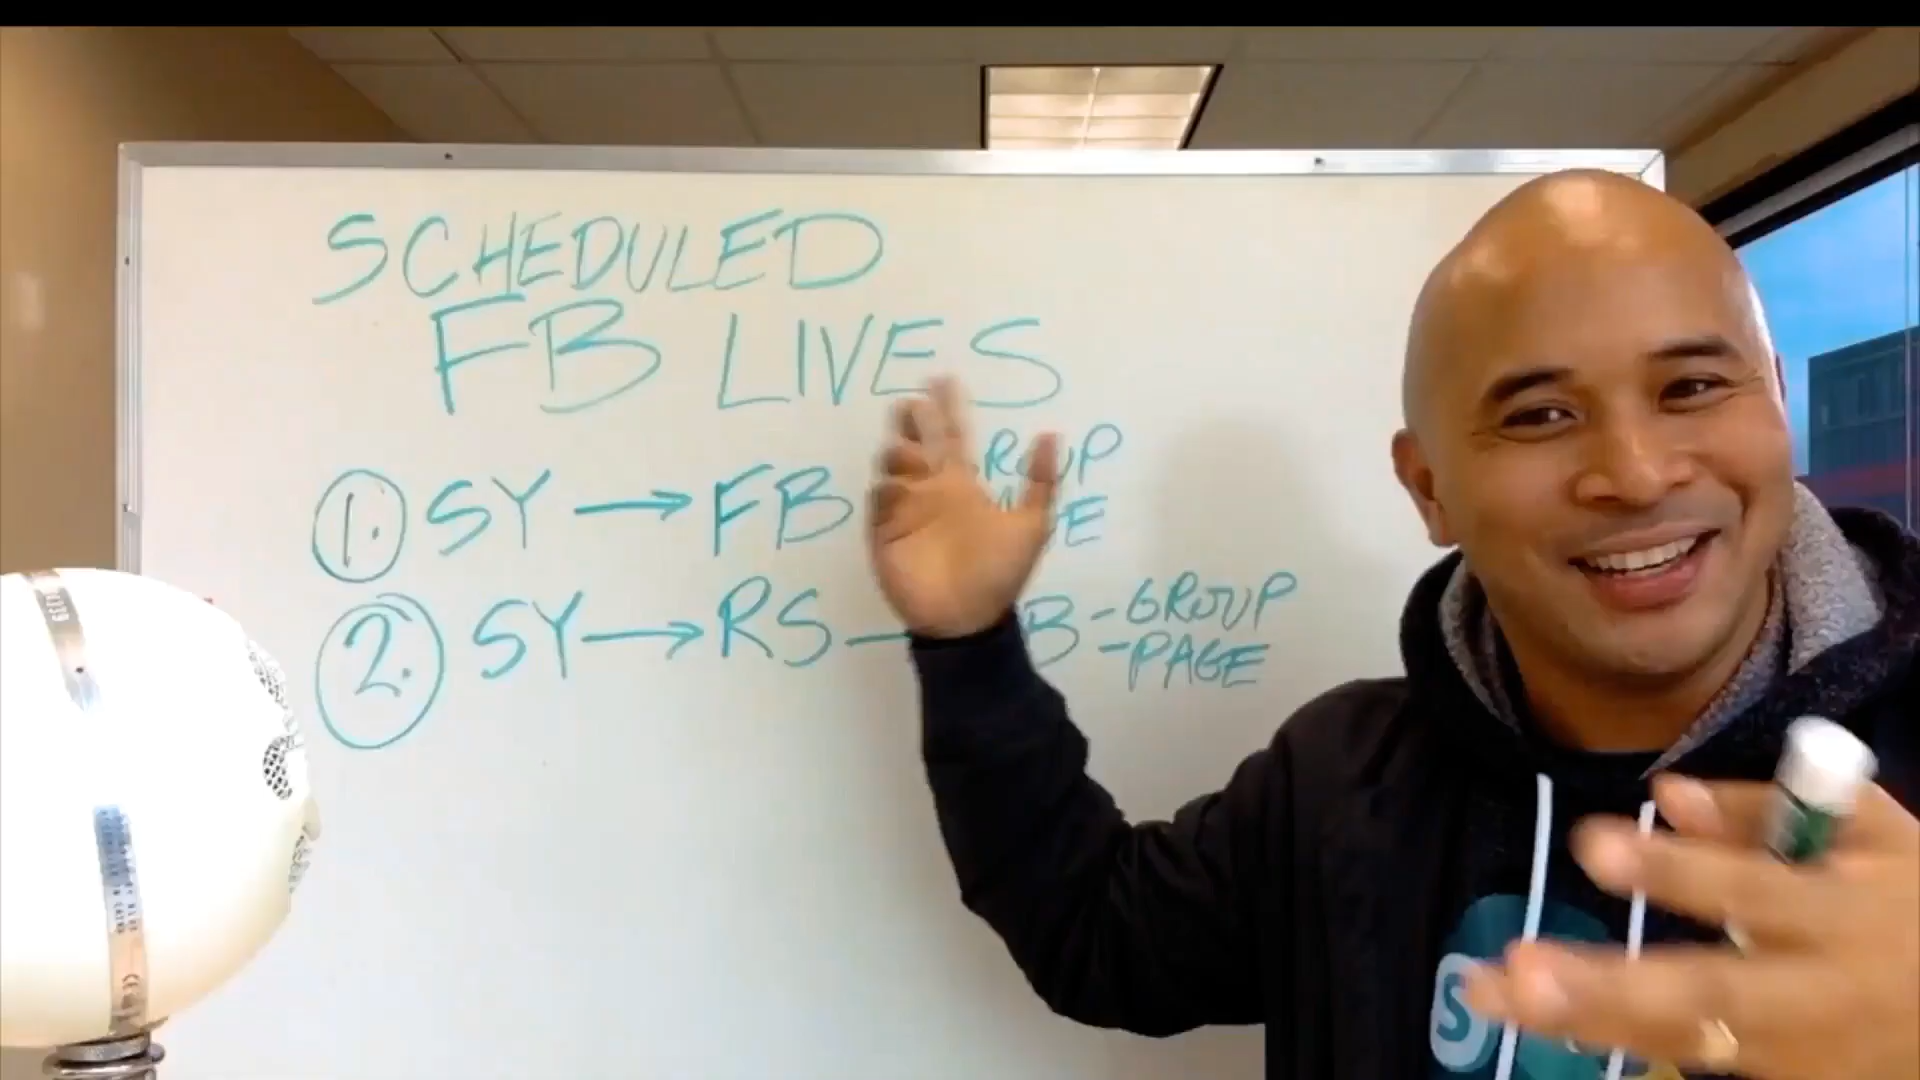 SCHEDULED
FB LIVES
1. SY → FB
2. SY → RS - GROUP
- PAGE
S